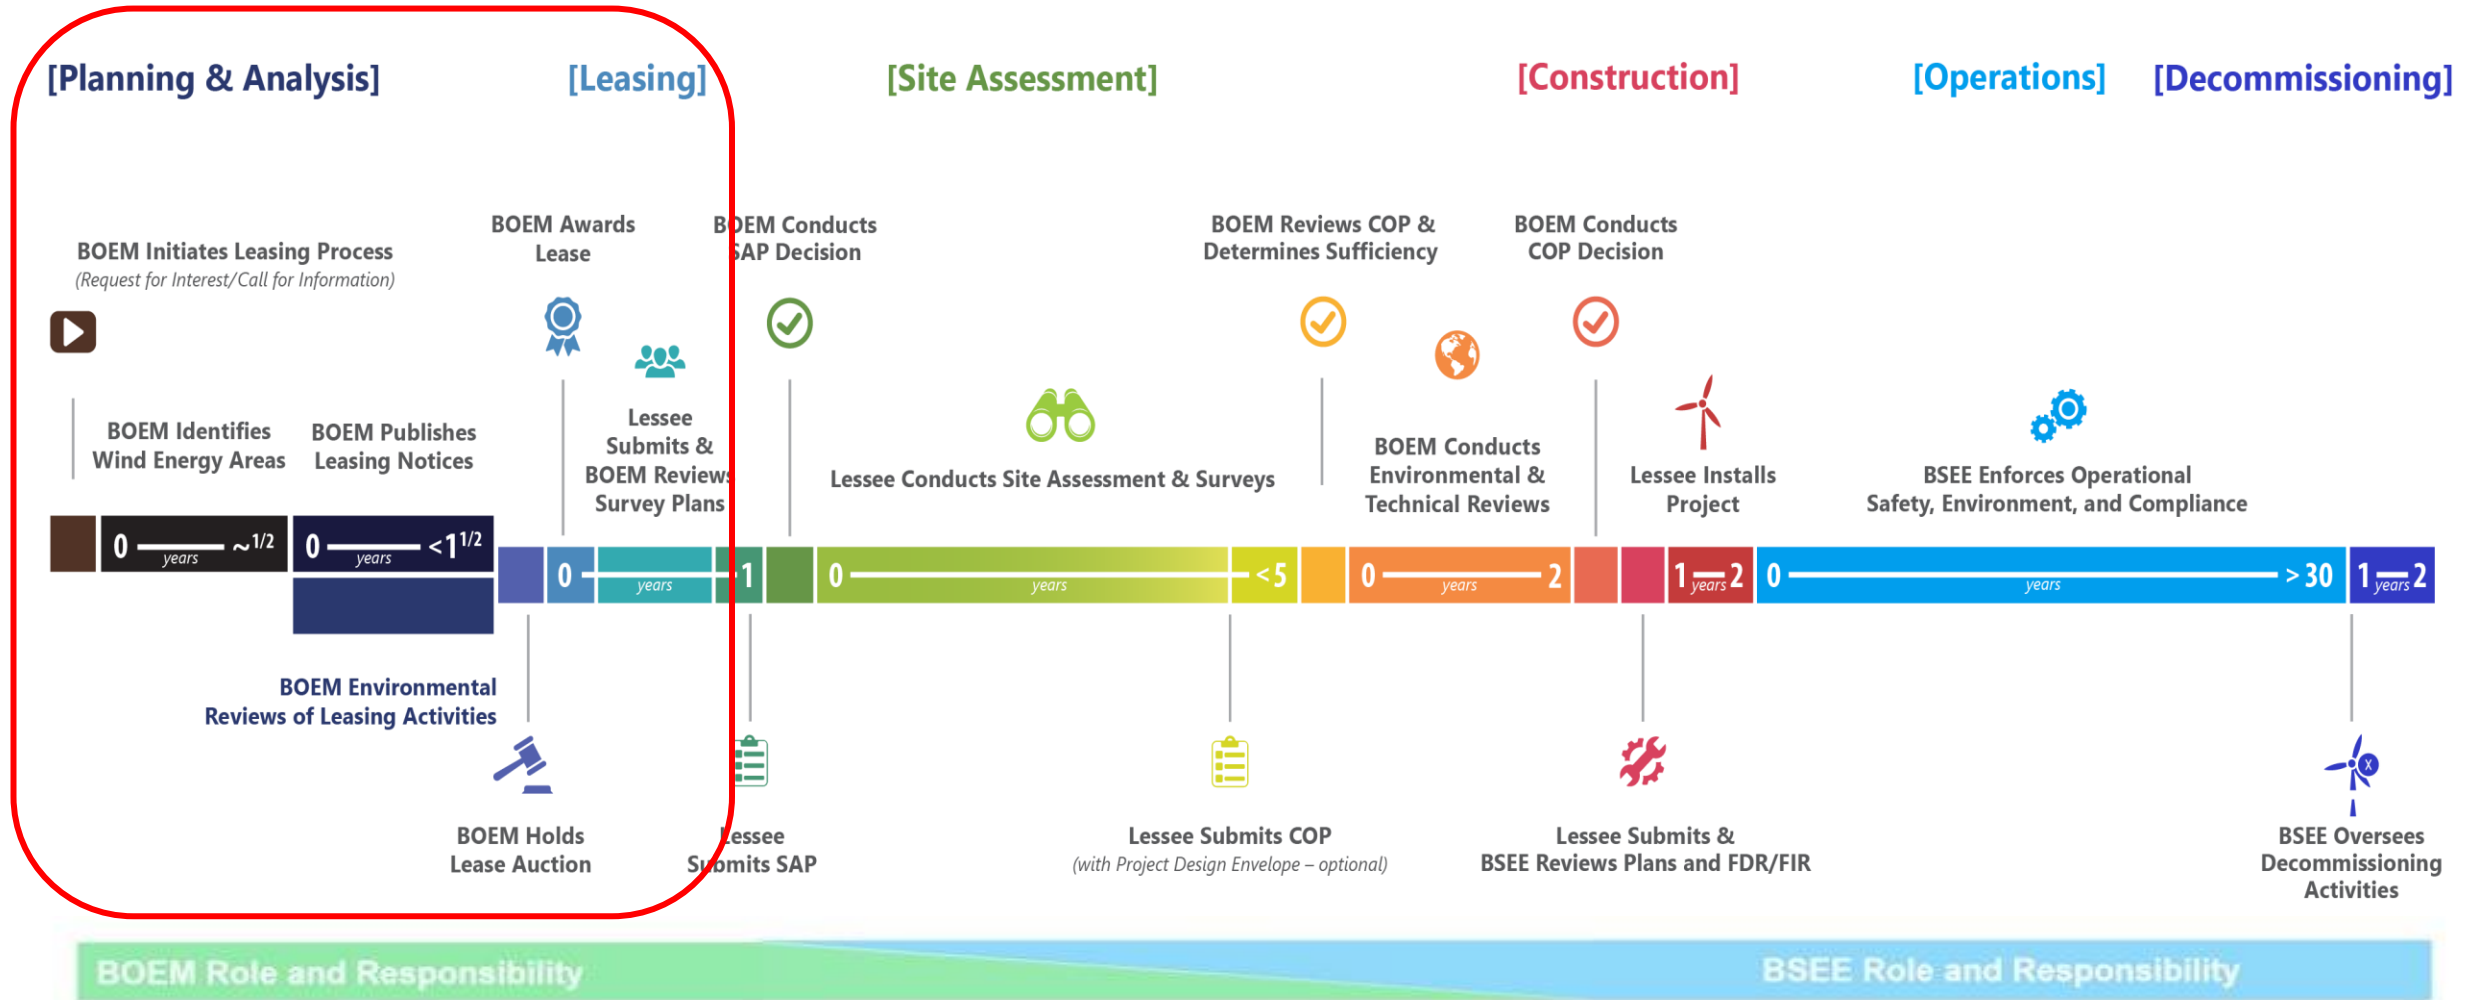 [Planning & Analysis]
[Leasing]
[Site Assessment]
[Construction]
[Operations]
[Decommissioning]
BOEM Initiates Leasing Process
(Request for Interest/Call for Information)
BOEM Awards
Lease
BOEM Conducts
SAP Decision
BOEM Reviews COP &
Determines Sufficiency
BOEM Conducts
COP Decision
BOEM Identifies
Wind Energy Areas
BOEM Publishes
Leasing Notices
Lessee
Submits &
BOEM Reviews
Survey Plans
Lessee Conducts Site Assessment & Surveys
BOEM Conducts
Environmental &
Technical Reviews
Lessee Installs
Project
BSEE Enforces Operational
Safety, Environment, and Compliance
0 years ~1/2
0 years <1 1/2
0 years 1
0 years <5
0 years 2
1 years 2
0 years >30
1 years 2
BOEM Environmental
Reviews of Leasing Activities
BOEM Holds
Lease Auction
Lessee
Submits SAP
Lessee Submits COP
(with Project Design Envelope – optional)
Lessee Submits &
BSEE Reviews Plans and FDR/FIR
X
BSEE Oversees
Decommissioning
Activities
BOEM Role and Responsibility
BSEE Role and Responsibility